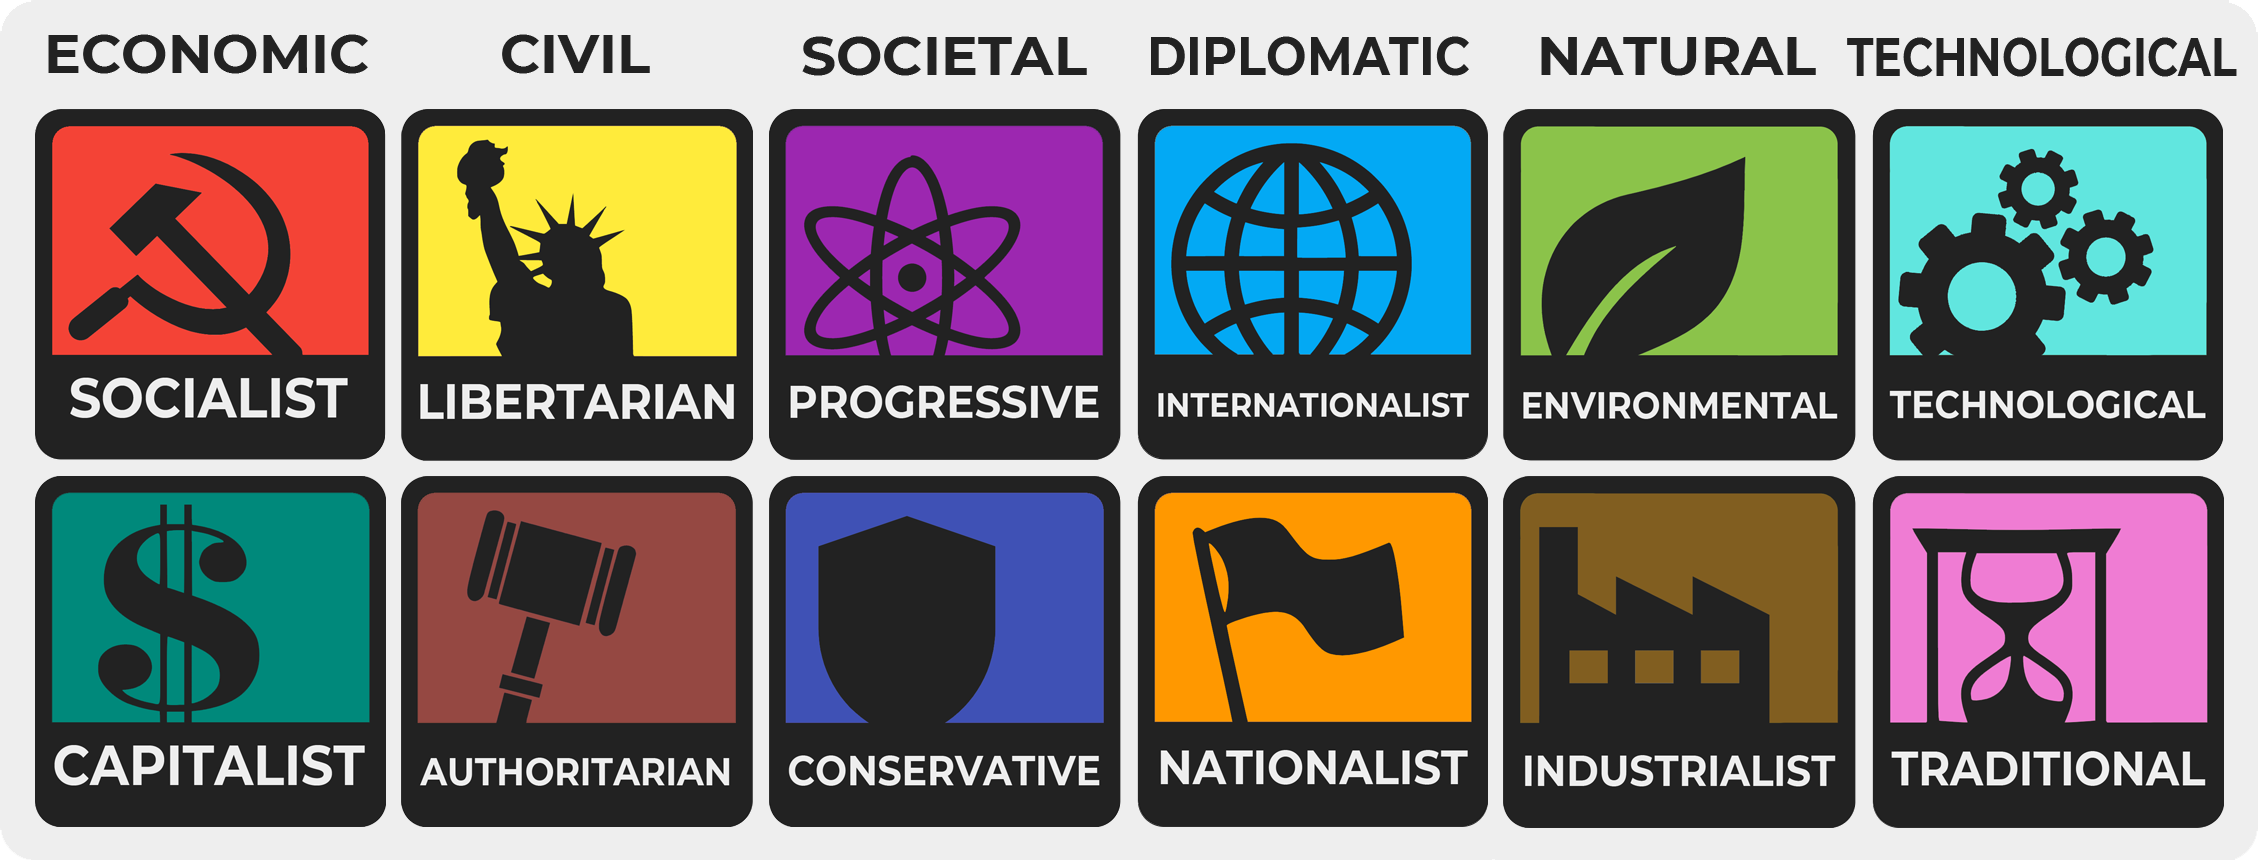 ECONOMIC
CIVIL
SOCIETAL
DIPLOMATIC
NATURAL
TECHNOLOGICAL
SOCIALIST
LIBERTARIAN
PROGRESSIVE
INTERNATIONALIST
ENVIRONMENTAL
TECHNOLOGICAL
CAPITALIST
AUTHORITARIAN
CONSERVATIVE
NATIONALIST
INDUSTRIALIST
TRADITIONAL